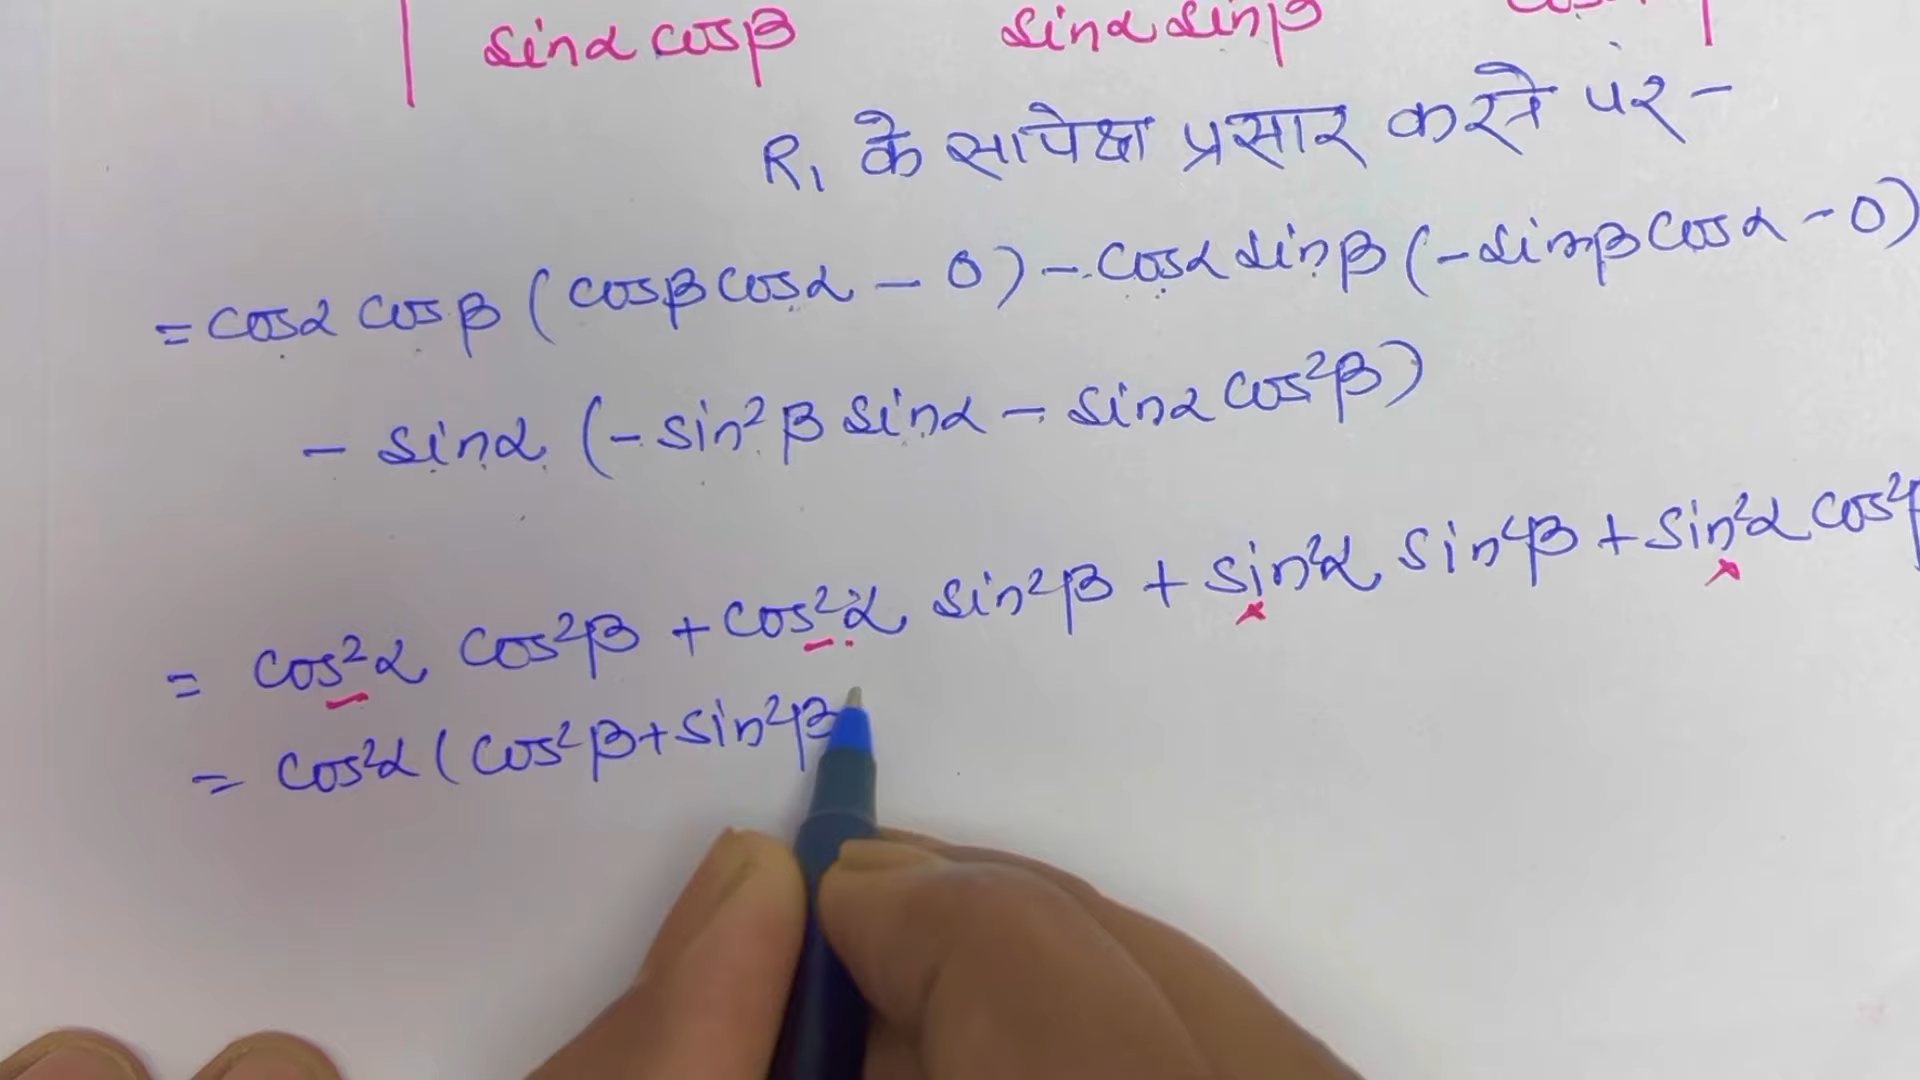 sinα cosβ sinα sinβ
R₁ के सापेक्ष प्रसार करने पर -
= cosα cosβ (cosβ cosα - 0) - cosα sinβ (-sinβ cosα - 0)
- sinα (-sin²β sinα - sinα cos²β)
= cos²α cos²β + cos²α sin²β + sin²α sin²β + sin²α cos²
= cos²α (cos²β + sin²β